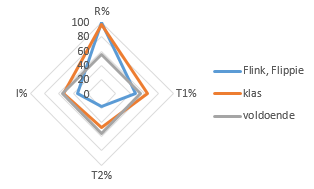 R%
100
80
60
40
20
0
I%
T1%
T2%
Flink, Flippie
klas
voldoende